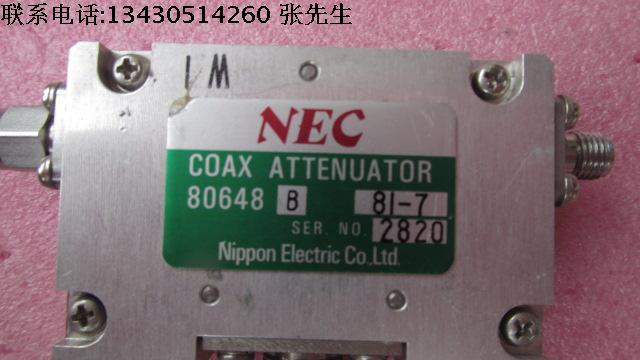 联系电话:13430514260 张先生
IM
NEC
COAX ATTENUATOR
80648 B 81-7
SER. NO. 2820
Nippon Electric Co.,Ltd.